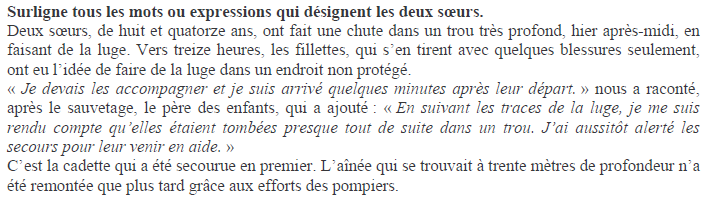 Surligne tous les mots ou expressions qui désignent les deux sœurs.
Deux sœurs, de huit et quatorze ans, ont fait une chute dans un trou très profond, hier après-midi, en
faisant de la luge. Vers treize heures, les fillettes, qui s’en tirent avec quelques blessures seulement,
ont eu l’idée de faire de la luge dans un endroit non protégé.
« Je devais les accompagner et je suis arrivé quelques minutes après leur départ. » nous a raconté,
après le sauvetage, le père des enfants, qui a ajouté : « En suivant les traces de la luge, je me suis
rendu compte qu’elles étaient tombées presque tout de suite dans un trou. J’ai aussitôt alerté les
secours pour leur venir en aide. »
C’est la cadette qui a été secourue en premier. L’aînée qui se trouvait à trente mètres de profondeur n’a
été remontée que plus tard grâce aux efforts des pompiers.